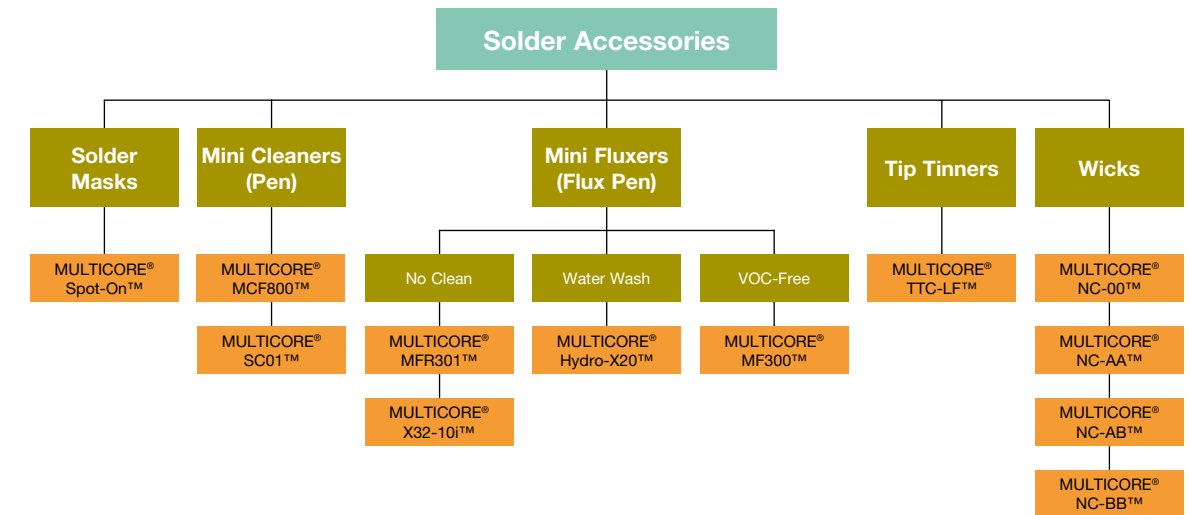 Solder Accessories
Solder
Masks
Mini Cleaners
(Pen)
Mini Fluxers
(Flux Pen)
Tip Tinners
Wicks
MULTICORE®
Spot-On™
MULTICORE®
MCF800™
MULTICORE®
SC01™
No Clean
MULTICORE®
MFR301™
MULTICORE®
X32-10i™
Water Wash
MULTICORE®
Hydro-X20™
VOC-Free
MULTICORE®
MF300™
MULTICORE®
TTC-LF™
MULTICORE®
NC-00™
MULTICORE®
NC-AA™
MULTICORE®
NC-AB™
MULTICORE®
NC-BB™